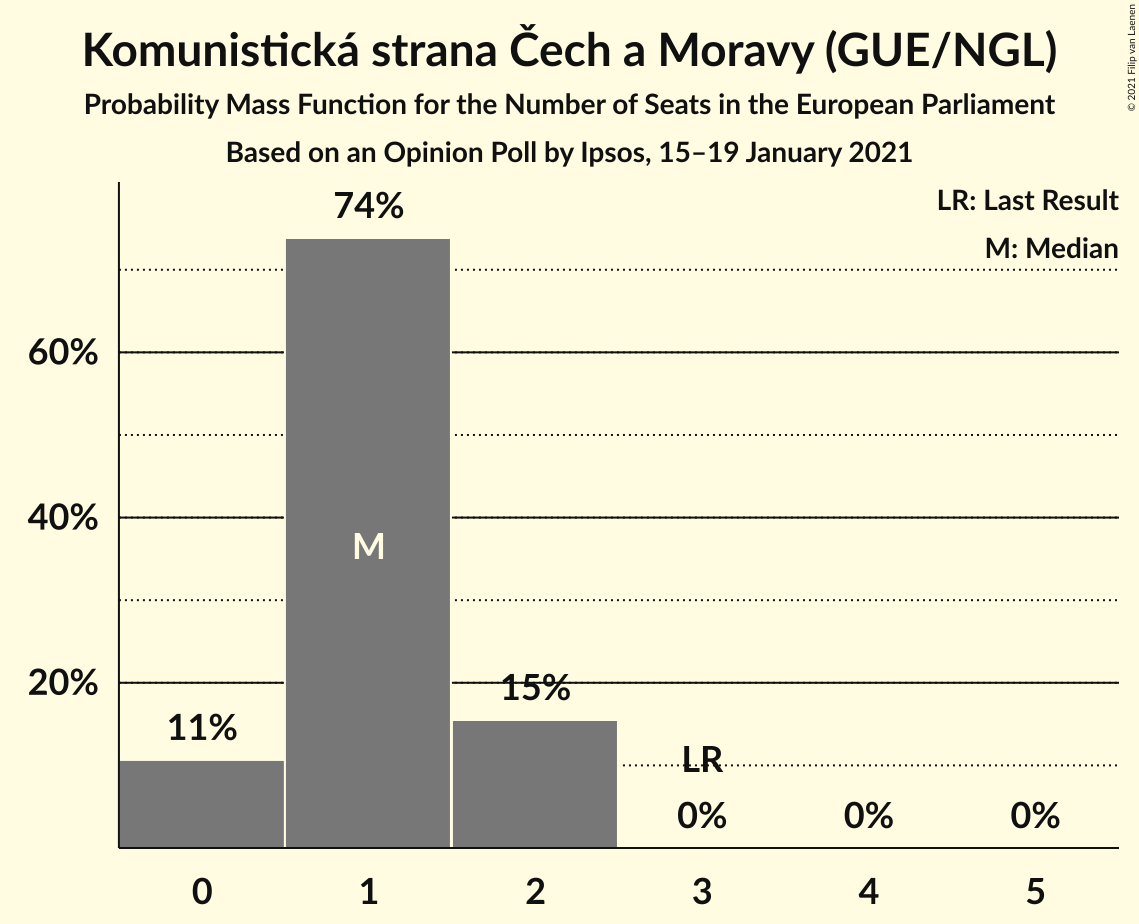 Komunistická strana Čech a Moravy (GUE/NGL)
Probability Mass Function for the Number of Seats in the European Parliament
Based on an Opinion Poll by Ipsos, 15–19 January 2021
© 2021 Filip van Laenen
LR: Last Result
M: Median
74%
60%
40%
M
20%
15%
11%
LR
0% 0% 0%
0 1 2 3 4 5